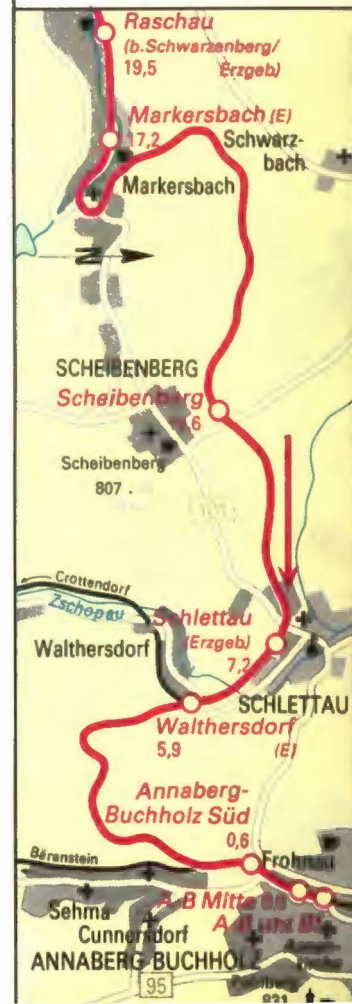 Raschau
(b.Schwarzenberg/
19,5 Erzgeb)
Markersbach (E)
17,2
Schwarz-
bach
Markersbach
N
SCHEIBENBERG
Scheibenberg
Scheibenberg
807
Crottendorf
Zschopau
Schlettau
(Erzgeb)
7,2
Walthersdorf
SCHLETTAU
Walthersdorf
5,9 (E)
Annaberg-
Buchholz Süd
0,6
Bärenstein
Frohnau
A-B Mitte
Sehma
Cunnersdorf
ANNABERG BUCHHOLZ
95